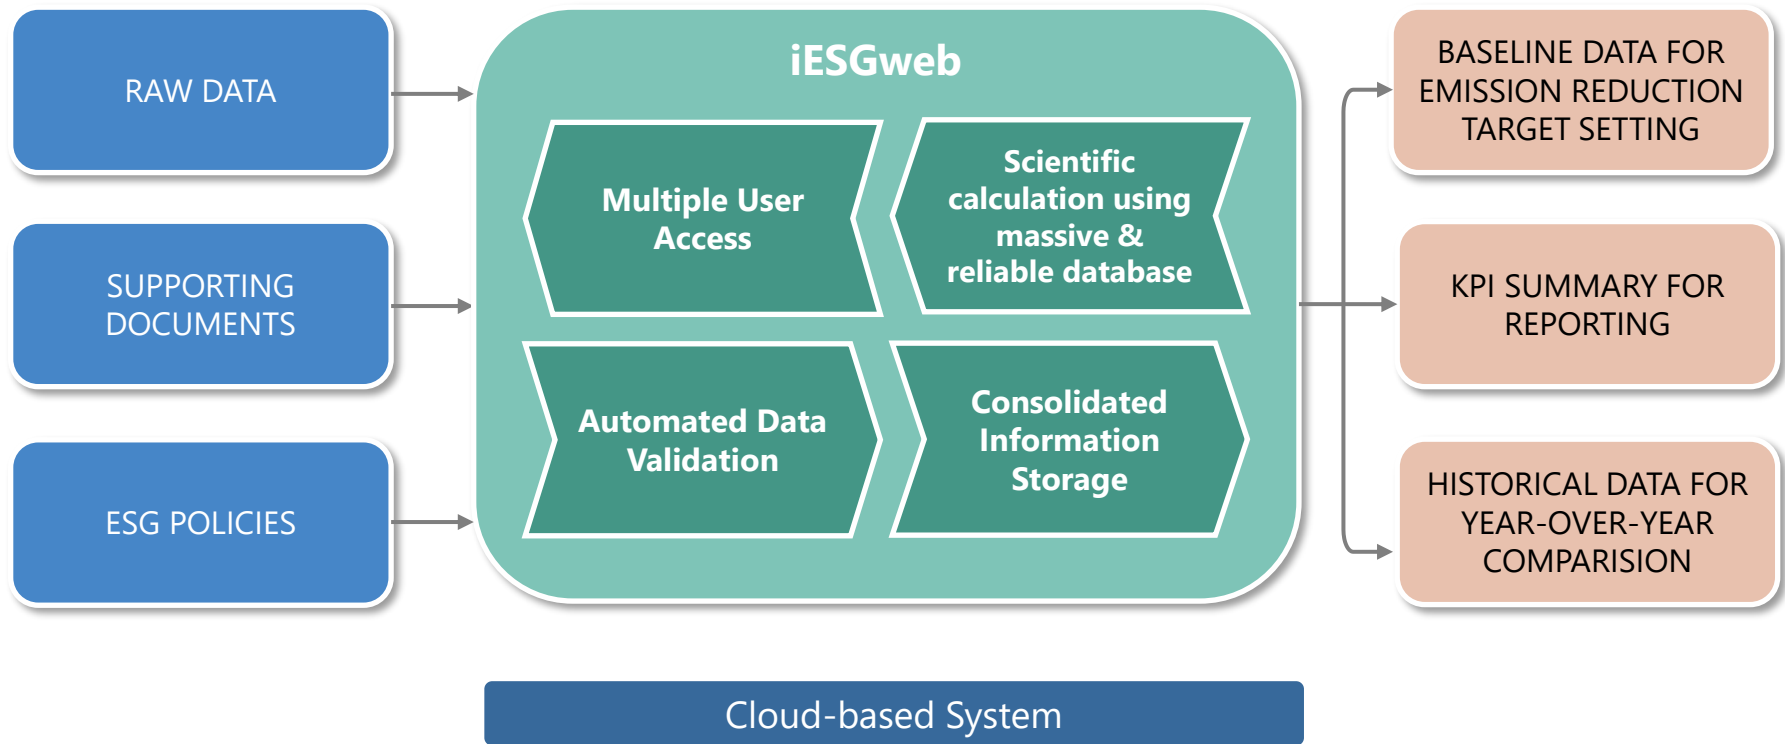 RAW DATA
SUPPORTING
DOCUMENTS
ESG POLICIES
iESGweb
Multiple User
Access
Scientific
calculation using
massive &
reliable database
Automated Data
Validation
Consolidated
Information
Storage
BASELINE DATA FOR
EMISSION REDUCTION
TARGET SETTING
KPI SUMMARY FOR
REPORTING
HISTORICAL DATA FOR
YEAR-OVER-YEAR
COMPARISION
Cloud-based System